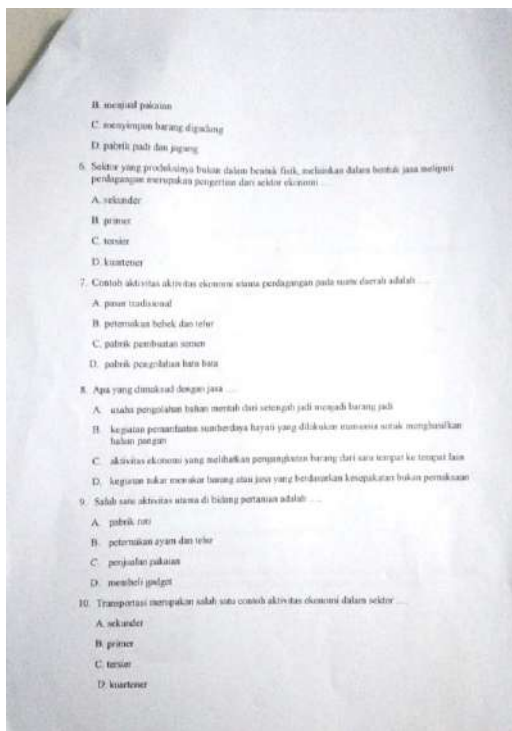 B. menjual pakaian
C. menyimpan barang digudang
D. pabrik padi dan jagung
6. Sektor yang produksinya bukan dalam bentuk fisik, melainkan dalam bentuk jasa meliputi
perdagangan merupakan pengertian dari sektor ekonomi ...
A. sekunder
B. primer
C. tersier
D. kuartener
7. Contoh aktivitas aktivitas ekonomi utama perdagangan pada suatu daerah adalah ....
A. pasar tradisional
B. peternakan bebek dan telur
C. pabrik pembuatan semen
D. pabrik pengolahan batu bata
8. Apa yang dimaksud dengan jasa ....
A. usaha pengolahan bahan mentah dari setengah jadi menjadi barang jadi
B. kegiatan pemanfaatan sumberdaya hayati yang dilakukan manusia untuk menghasilkan
bahan pangan
C. aktivitas ekonomi yang melibatkan pengangkutan barang dari satu tempat ke tempat lain
D. kegiatan tukar menukar barang atau jasa yang berdasarkan kesepakatan bukan pemaksaan
9. Salah satu aktivitas utama di bidang pertanian adalah ....
A. pabrik roti
B. peternakan ayam dan telur
C. penjualan pakaian
D. membeli gadget
10. Transportasi merupakan salah satu contoh aktivitas ekonomi dalam sektor ....
A. sekunder
B. primer
C. tersier
D. kuartener